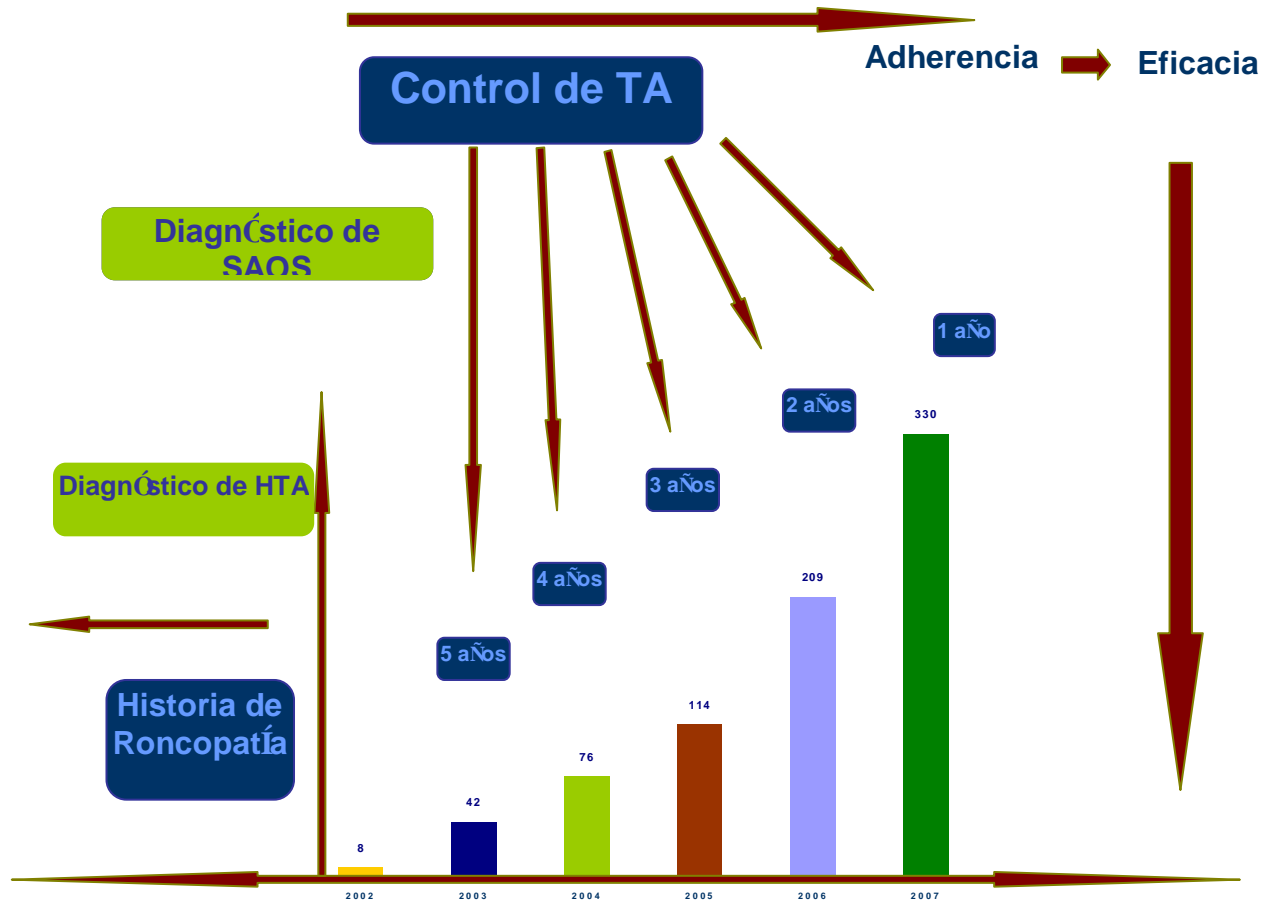 Adherencia
Eficacia
Control de TA
DiagnĆstico de
SAOS
1 aÑo
2 aÑos
330
DiagnÓstico de HTA
3 aÑos
4 aÑos
209
5 aÑos
Historia de
RoncopatÍa
114
76
42
8
2002 2003 2004 2005 2006 2007